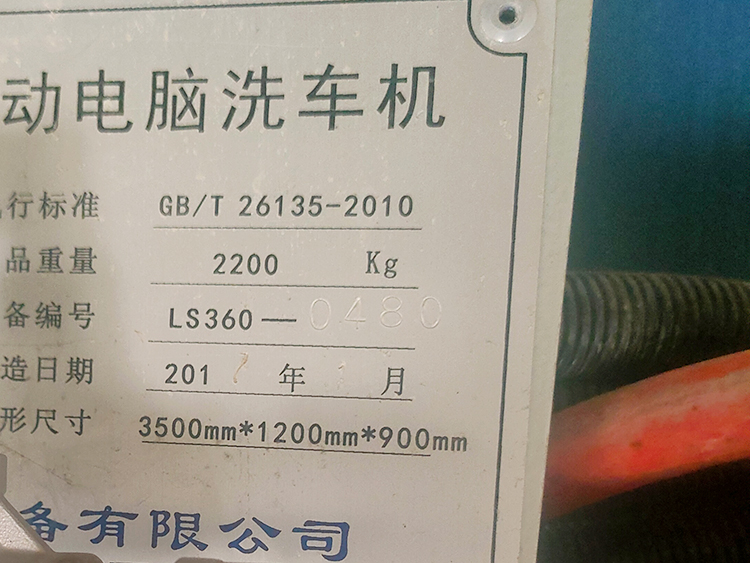 动电脑洗车机
行标准 GB/T 26135-2010
品重量 2200 Kg
备编号 LS360—0480
造日期 201 年 月
形尺寸 3500mm*1200mm*900mm
备有限公司